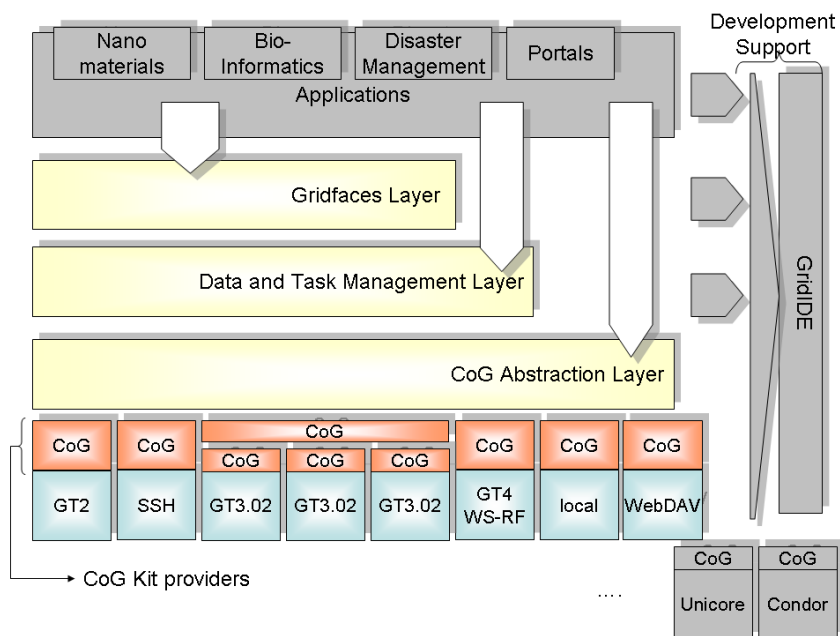 Development
Support
Nano
materials
Bio-
Informatics
Disaster
Management
Portals
Applications
Gridfaces Layer
Data and Task Management Layer
CoG Abstraction Layer
GridIDE
CoG
CoG
CoG
CoG
CoG
CoG
CoG
CoG
CoG
GT2
SSH
GT3.02
GT3.02
GT3.02
GT4
WS-RF
local
WebDAV
CoG Kit providers
....
CoG
CoG
Unicore
Condor